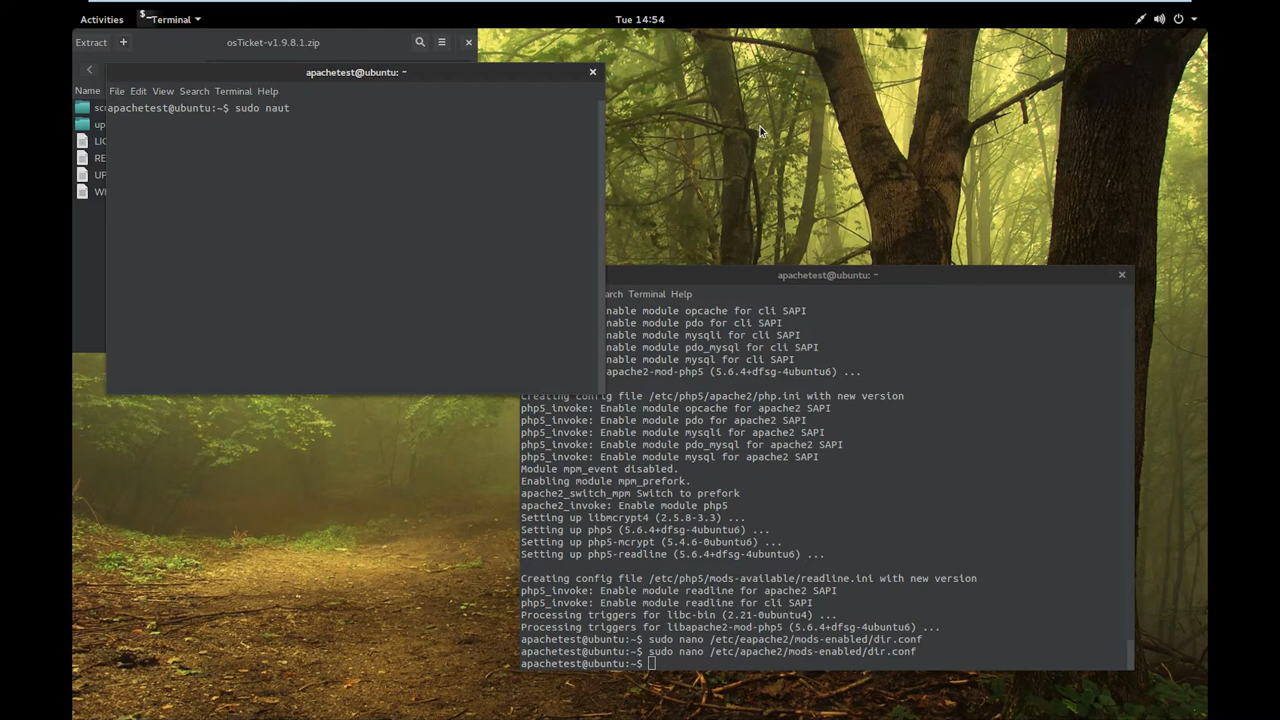 Activities
Terminal
Tue 14:54
Extract
+
osTicket-v1.9.8.1.zip
apachetest@ubuntu: ~
Name
File Edit View Search Terminal Help
apachetest@ubuntu:~$ sudo naut
sc
up
LIC
RE
UP
WI
apachetest@ubuntu: ~
arch Terminal Help
nable module opcache for cli SAPI
nable module pdo for cli SAPI
nable module mysqli for cli SAPI
nable module pdo_mysql for cli SAPI
nable module mysql for cli SAPI
apache2-mod-php5 (5.6.4+dfsg-4ubuntu6) ...
Creating config file /etc/php5/apache2/php.ini with new version
php5_invoke: Enable module opcache for apache2 SAPI
php5_invoke: Enable module pdo for apache2 SAPI
php5_invoke: Enable module mysqli for apache2 SAPI
php5_invoke: Enable module pdo_mysql for apache2 SAPI
php5_invoke: Enable module mysql for apache2 SAPI
Module mpm_event disabled.
Enabling module mpm_prefork.
apache2_switch_mpm Switch to prefork
apache2_invoke: Enable module php5
Setting up libmcrypt4 (2.5.8-3.3) ...
Setting up php5 (5.6.4+dfsg-4ubuntu6) ...
Setting up php5-mcrypt (5.4.6-0ubuntu6) ...
Setting up php5-readline (5.6.4+dfsg-4ubuntu6) ...
Creating config file /etc/php5/mods-available/readline.ini with new version
php5_invoke: Enable module readline for apache2 SAPI
php5_invoke: Enable module readline for cli SAPI
Processing triggers for libc-bin (2.21-0ubuntu4) ...
Processing triggers for libapache2-mod-php5 (5.6.4+dfsg-4ubuntu6) ...
apachetest@ubuntu:~$ sudo nano /etc/eapache2/mods-enabled/dir.conf
apachetest@ubuntu:~$ sudo nano /etc/apache2/mods-enabled/dir.conf
apachetest@ubuntu:~$